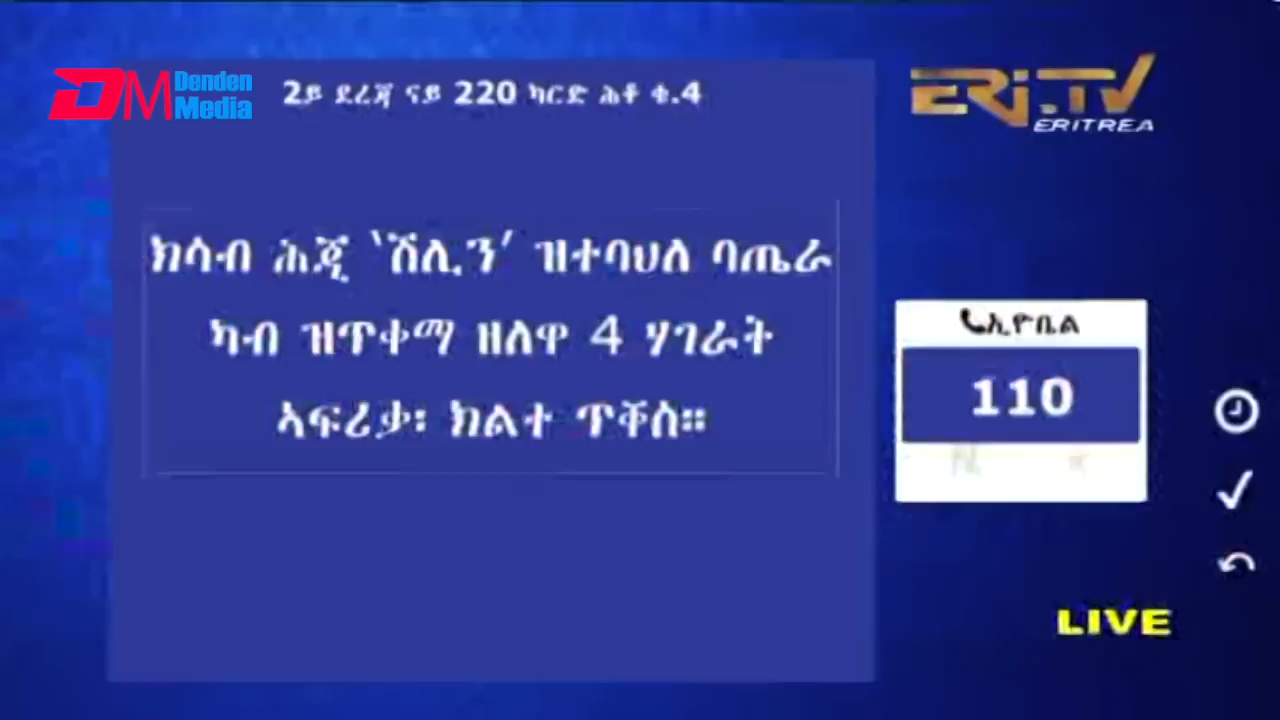 DM Denden Media
2ይ ደረጃ ናይ 220 ካርድ ሕቶ ቁ.4
ERi.TV
ERITREA
ክሳብ ሕጂ ‘ሽሊን’ ዝተባህለ ባጤራ
ካብ ዝጥቀማ ዘለዋ 4 ሃገራት
ኣፍሪቃ፡ ክልተ ጥቐስ።
ኢዮቤል
110
LIVE